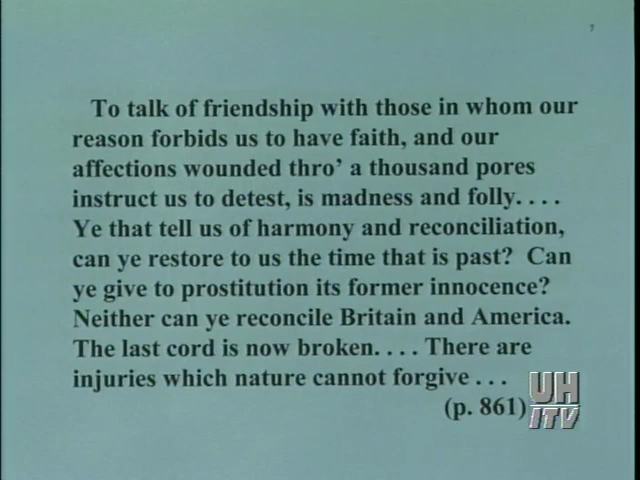 7
To talk of friendship with those in whom our
reason forbids us to have faith, and our
affections wounded thro' a thousand pores
instruct us to detest, is madness and folly. . . .
Ye that tell us of harmony and reconciliation,
can ye restore to us the time that is past? Can
ye give to prostitution its former innocence?
Neither can ye reconcile Britain and America.
The last cord is now broken. . . . There are
injuries which nature cannot forgive . . .
(p. 861)
UH
ITV